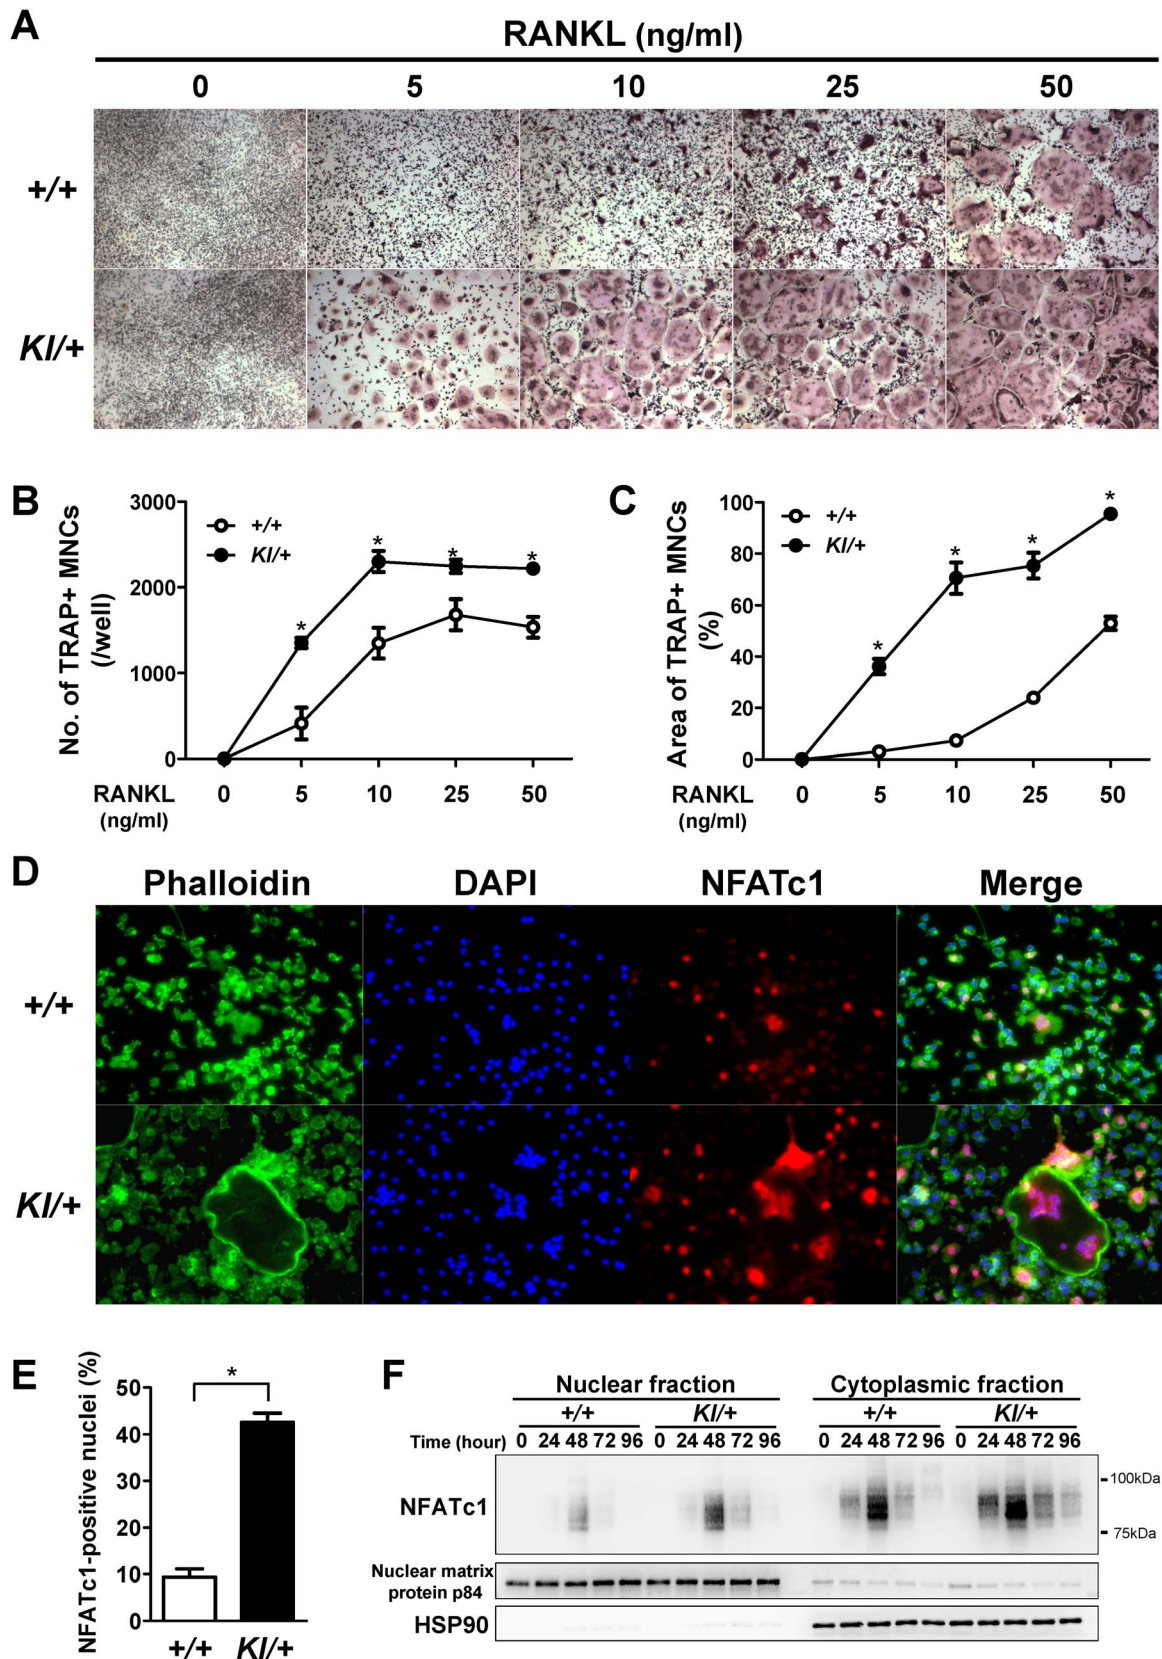 A
RANKL (ng/ml)
0 5 10 25 50
+/+
KI/+
B
No. of TRAP+ MNCs
(/well)
3000
2000
1000
0
+/+
KI/+
* * * *
RANKL
(ng/ml)
0 5 10 25 50
C
Area of TRAP+ MNCs
(%)
100
80
60
40
20
0
+/+
KI/+
* * * *
RANKL
(ng/ml)
0 5 10 25 50
D
Phalloidin DAPI NFATc1 Merge
+/+
KI/+
E
NFATc1-positive nuclei (%)
50
40
30
20
10
0
*
+/+ KI/+
F
Nuclear fraction Cytoplasmic fraction
+/+ KI/+ +/+ KI/+
Time (hour) 0 24 48 72 96 0 24 48 72 96 0 24 48 72 96 0 24 48 72 96
NFATc1
100kDa
75kDa
Nuclear matrix
protein p84
HSP90